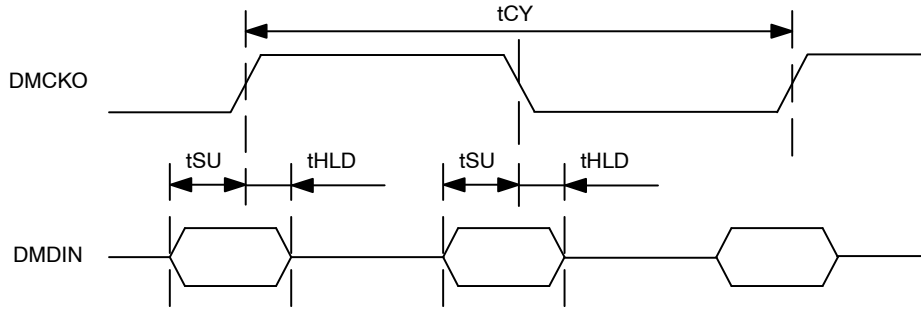 tCY
DMCKO
tSU
tHLD
tSU
tHLD
DMDIN